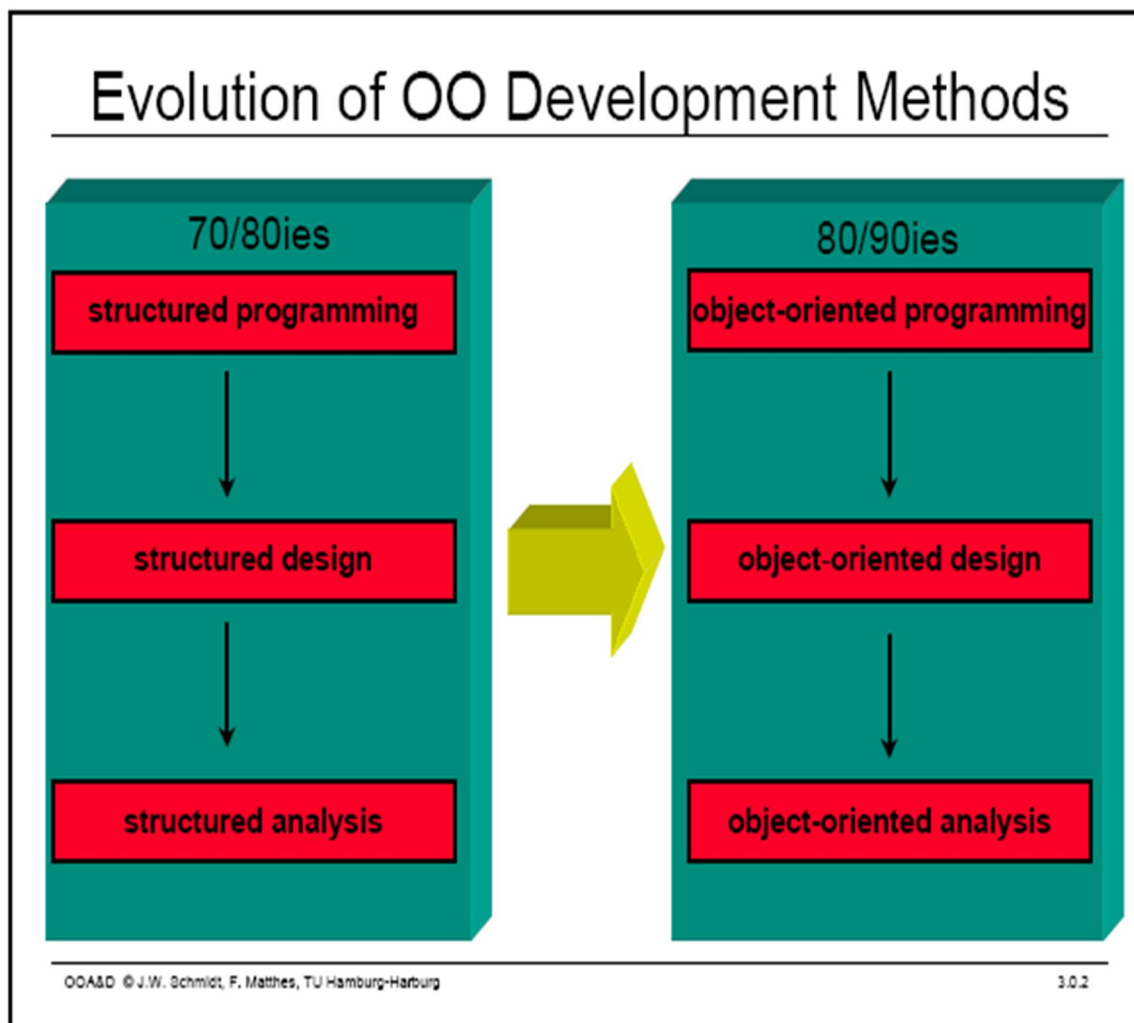 Evolution of OO Development Methods
70/80ies
structured programming
structured design
structured analysis
80/90ies
object-oriented programming
object-oriented design
object-oriented analysis
OOA&D © J.W. Schmidt, F. Matthes, TU Hamburg-Harburg
3.0.2